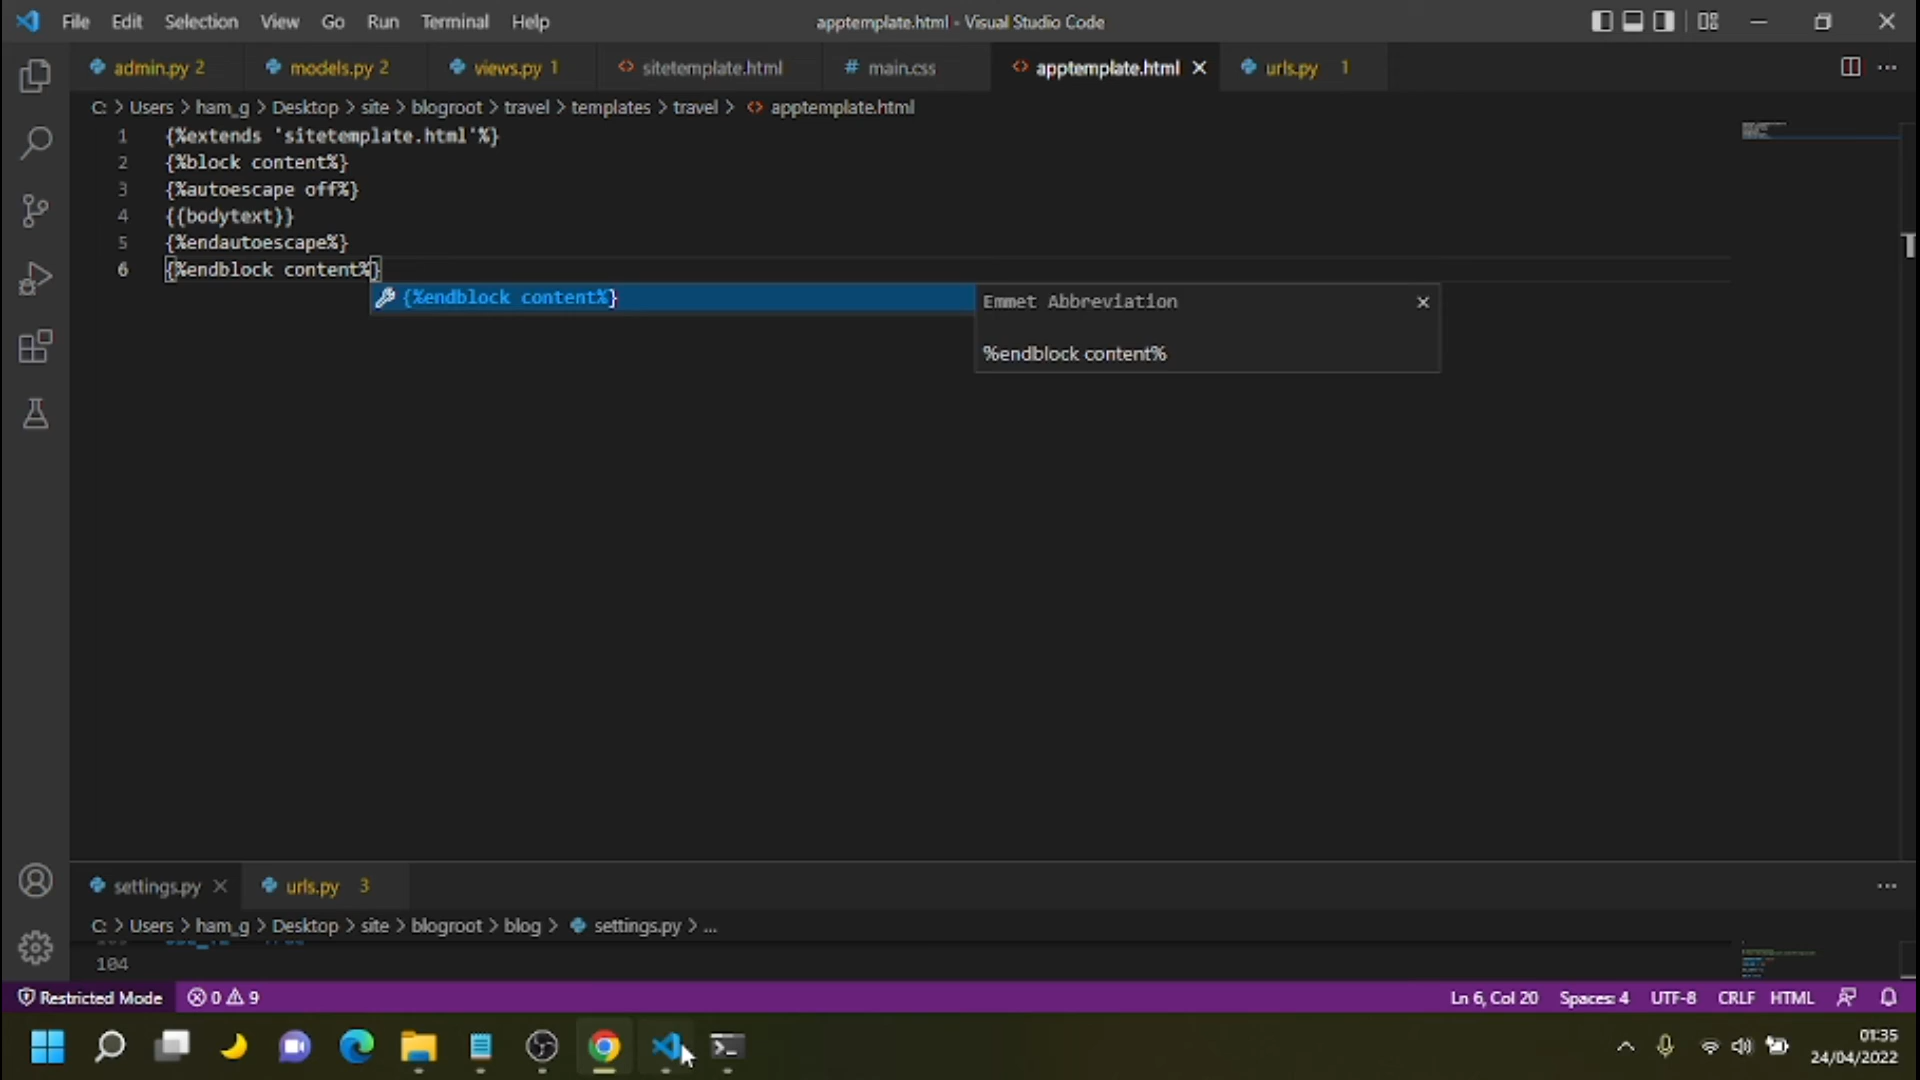 File Edit Selection View Go Run Terminal Help apptemplate.html - Visual Studio Code
admin.py 2 models.py 2 views.py 1 sitetemplate.html # main.css apptemplate.html urls.py 1
C: > Users > ham_g > Desktop > site > blogroot > travel > templates > travel > apptemplate.html
1 {%extends 'sitetemplate.html'%}
2 {%block content%}
3 {%autoescape off%}
4 {{bodytext}}
5 {%endautoescape%}
6 {%endblock content%}
{%endblock content%}
Emmet Abbreviation
%endblock content%
settings.py urls.py 3
C: > Users > ham_g > Desktop > site > blogroot > blog > settings.py > ...
104
Restricted Mode 0 9 Ln 6, Col 20 Spaces: 4 UTF-8 CRLF HTML
01:35
24/04/2022